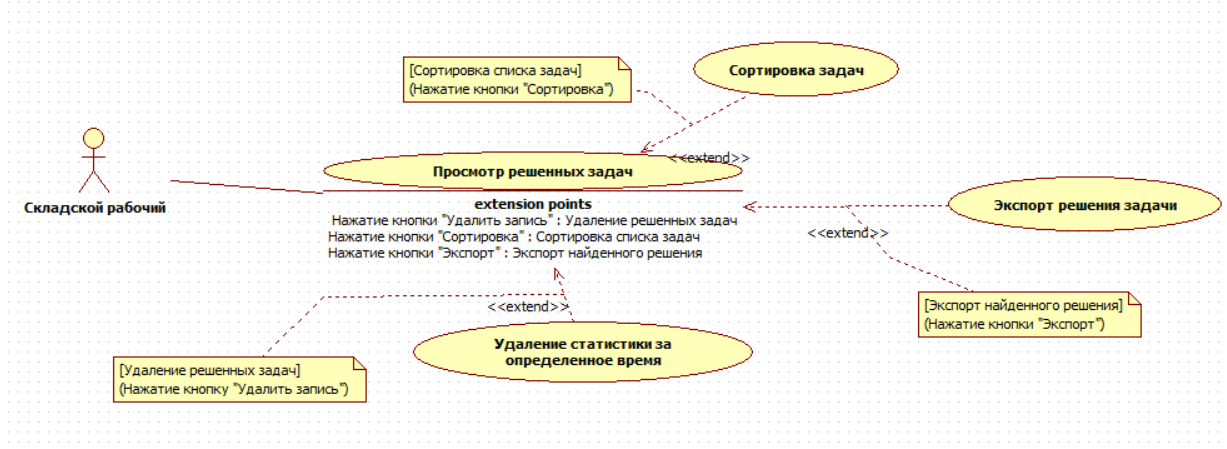 [Сортировка списка задач]
(Нажатие кнопки "Сортировка")
Сортировка задач
<<extend>>
Просмотр решенных задач
Складской рабочий
extension points
Нажатие кнопки "Удалить запись" : Удаление решенных задач
Нажатие кнопки "Сортировка" : Сортировка списка задач
Нажатие кнопки "Экспорт" : Экспорт найденного решения
Экспорт решения задачи
<<extend>>
[Экспорт найденного решения]
(Нажатие кнопки "Экспорт")
<<extend>>
Удаление статистики за
определенное время
[Удаление решенных задач]
(Нажатие кнопку "Удалить запись")